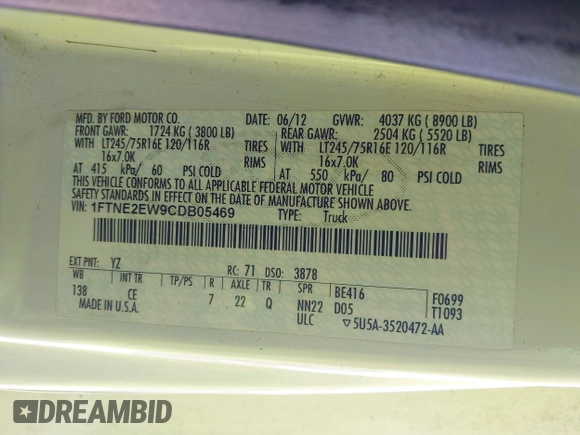 MFD. BY FORD MOTOR CO.
DATE: 06/12 GVWR: 4037 KG ( 8900 LB)
FRONT GAWR: 1724 KG ( 3800 LB) REAR GAWR: 2504 KG ( 5520 LB)
WITH LT245/75R16E 120/116R TIRES WITH LT245/75R16E 120/116R TIRES
16x7.0K RIMS 16x7.0K RIMS
AT 415 kPa/ 60 PSI COLD AT 550 kPa/ 80 PSI COLD
THIS VEHICLE CONFORMS TO ALL APPLICABLE FEDERAL MOTOR VEHICLE
SAFETY STANDARDS IN EFFECT ON THE DATE OF MANUFACTURE SHOWN ABOVE.
VIN: 1FTNE2EW9CDB05469 TYPE: Truck
EXT PNT: YZ RC: 71 DSO: 3878
WB INT TR TP/PS R AXLE TR SPR BE416 F0699
138 CE 7 22 Q NN22 D05 T1093
MADE IN U.S.A. ULC ▽5U5A-3520472-AA
DREAMBID